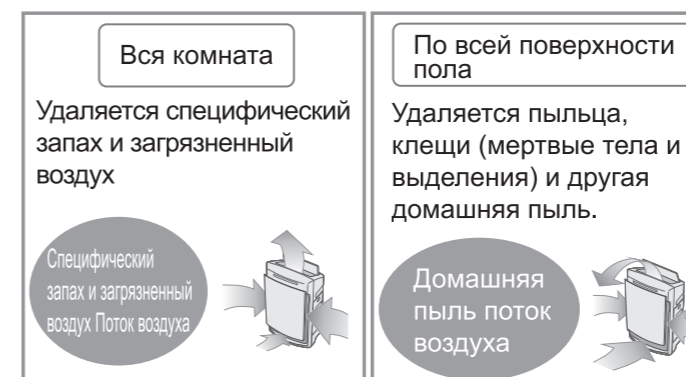 Вся комната
Удаляется специфический
запах и загрязненный
воздух
Специфический
запах и загрязненный
воздух Поток воздуха
По всей поверхности
пола
Удаляется пыльца,
клещи (мертвые тела и
выделения) и другая
домашняя пыль.
Домашняя
пыль поток
воздуха